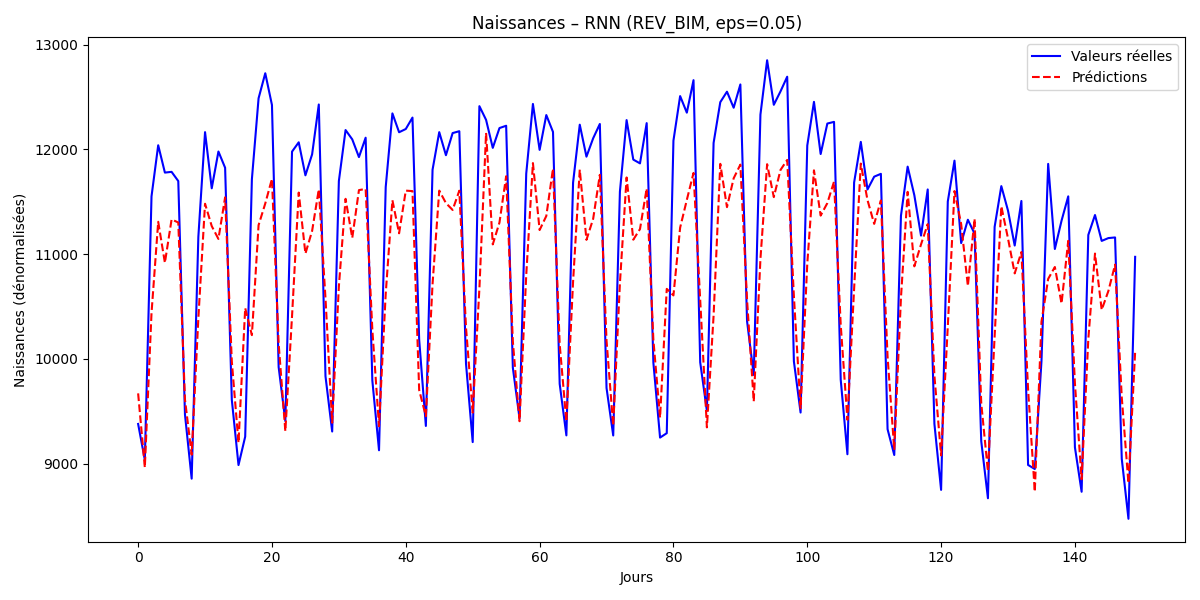 Naissances – RNN (REV_BIM, eps=0.05)
Valeurs réelles
Prédictions
Naissances (dénormalisées)
13000
12000
11000
10000
9000
0 20 40 60 80 100 120 140
Jours